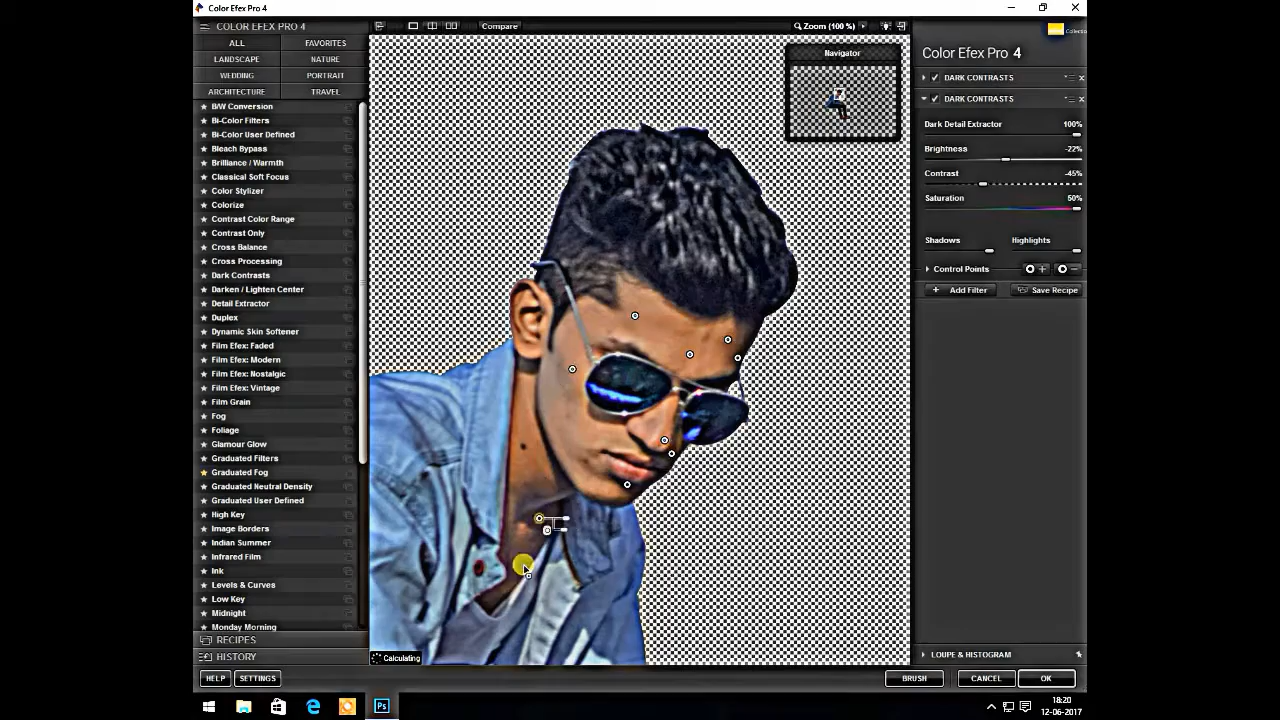 COLOR EFEX PRO 4
COLOR EFEX PRO 4
ALL
FAVORITES
LANDSCAPE
NATURE
WEDDING
PORTRAIT
ARCHITECTURE
TRAVEL
B/W Conversion
Bi-Color Filters
Bi-Color User Defined
Bleach Bypass
Brilliance / Warmth
Classical Soft Focus
Color Stylizer
Colorize
Contrast Color Range
Contrast Only
Cross Balance
Cross Processing
Dark Contrasts
Darken / Lighten Center
Detail Extractor
Duplex
Dynamic Skin Softener
Film Efex: Faded
Film Efex: Modern
Film Efex: Nostalgic
Film Efex: Vintage
Film Grain
Fog
Foliage
Glamour Glow
Graduated Filters
Graduated Fog
Graduated Neutral Density
Graduated User Defined
High Key
Image Borders
Indian Summer
Infrared Film
Ink
Levels & Curves
Low Key
Midnight
Monday Morning
RECIPES
HISTORY
HELP
SETTINGS
Compare
Zoom (100 %)
Navigator
Calculating
Collection
Color Efex Pro 4
DARK CONTRASTS
DARK CONTRASTS
Dark Detail Extractor 100%
Brightness -22%
Contrast -45%
Saturation 50%
Shadows Highlights
Control Points
+ Add Filter
Save Recipe
LOUPE & HISTOGRAM
BRUSH
CANCEL
OK
Ps
18:20
12-06-2017